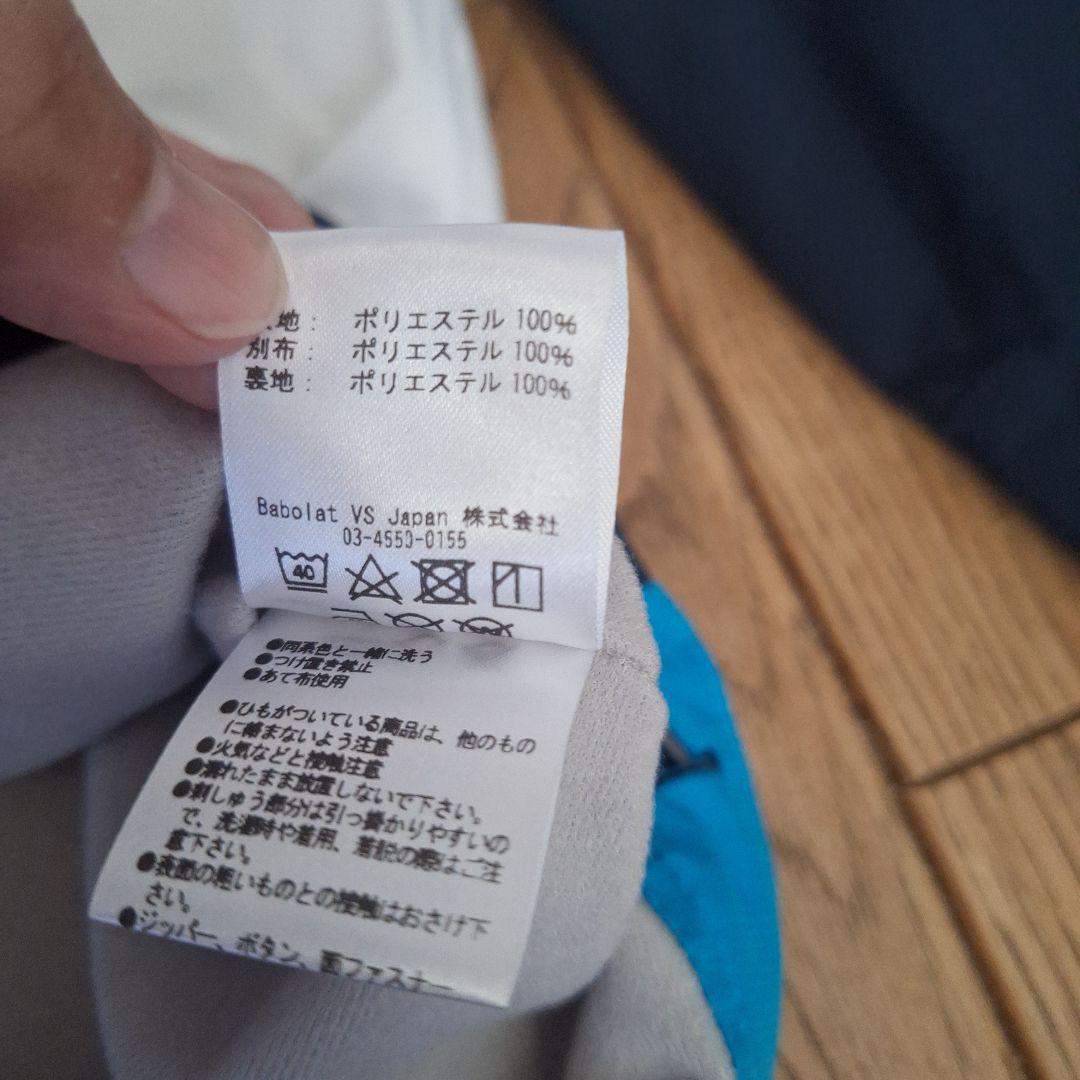 地： ポリエステル 100%
別布： ポリエステル 100%
裏地： ポリエステル 100%
Babolat VS Japan 株式会社
03-4550-0155
40
●同系色と一緒に洗う
●つけ置き禁止
●あて布使用
●ひもがついている商品は、他のもの
に絡まないよう注意
●火気などと接触注意
●濡れたまま放置しないで下さい。
●刺しゅう部分は引っ掛かりやすいの
で、洗濯時や着用、着脱の際はご注
意下さい。
●表面の粗いものとの接触はおさけ下
さい。
●ジッパー、ボタン、面ファスナー